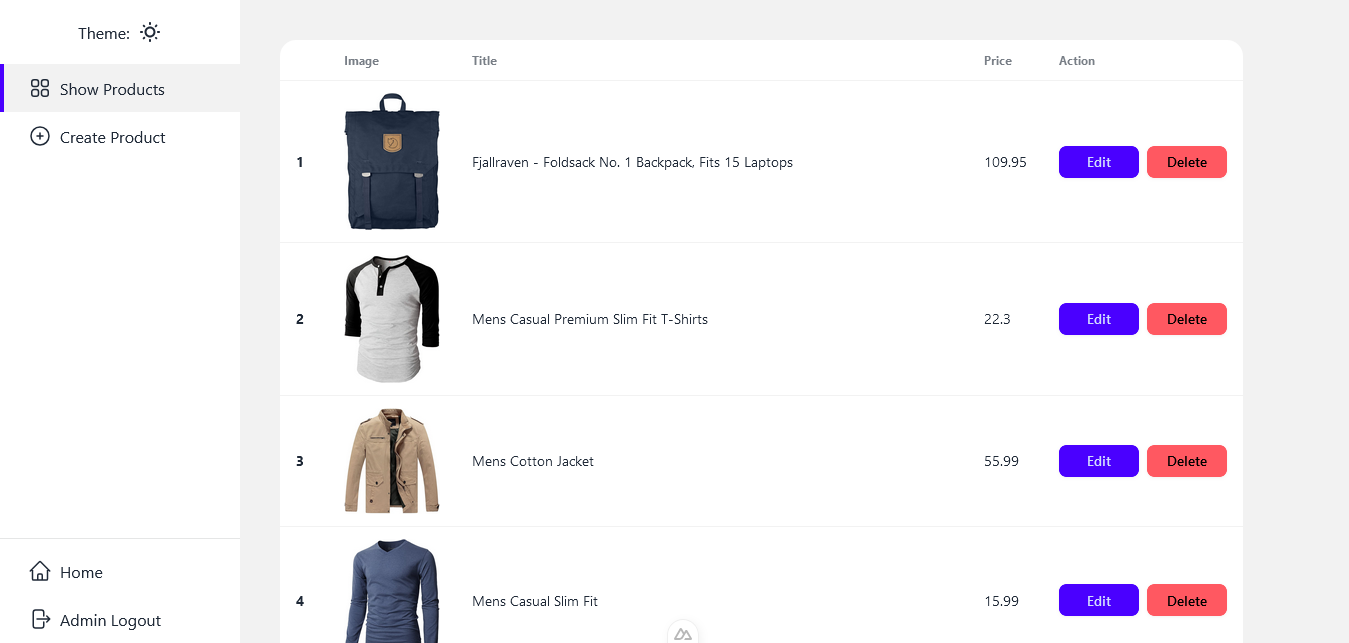 Theme:
Show Products
Create Product
Home
Admin Logout
Image Title Price Action
1 Fjallraven - Foldsack No. 1 Backpack, Fits 15 Laptops 109.95 Edit Delete
2 Mens Casual Premium Slim Fit T-Shirts 22.3 Edit Delete
3 Mens Cotton Jacket 55.99 Edit Delete
4 Mens Casual Slim Fit 15.99 Edit Delete